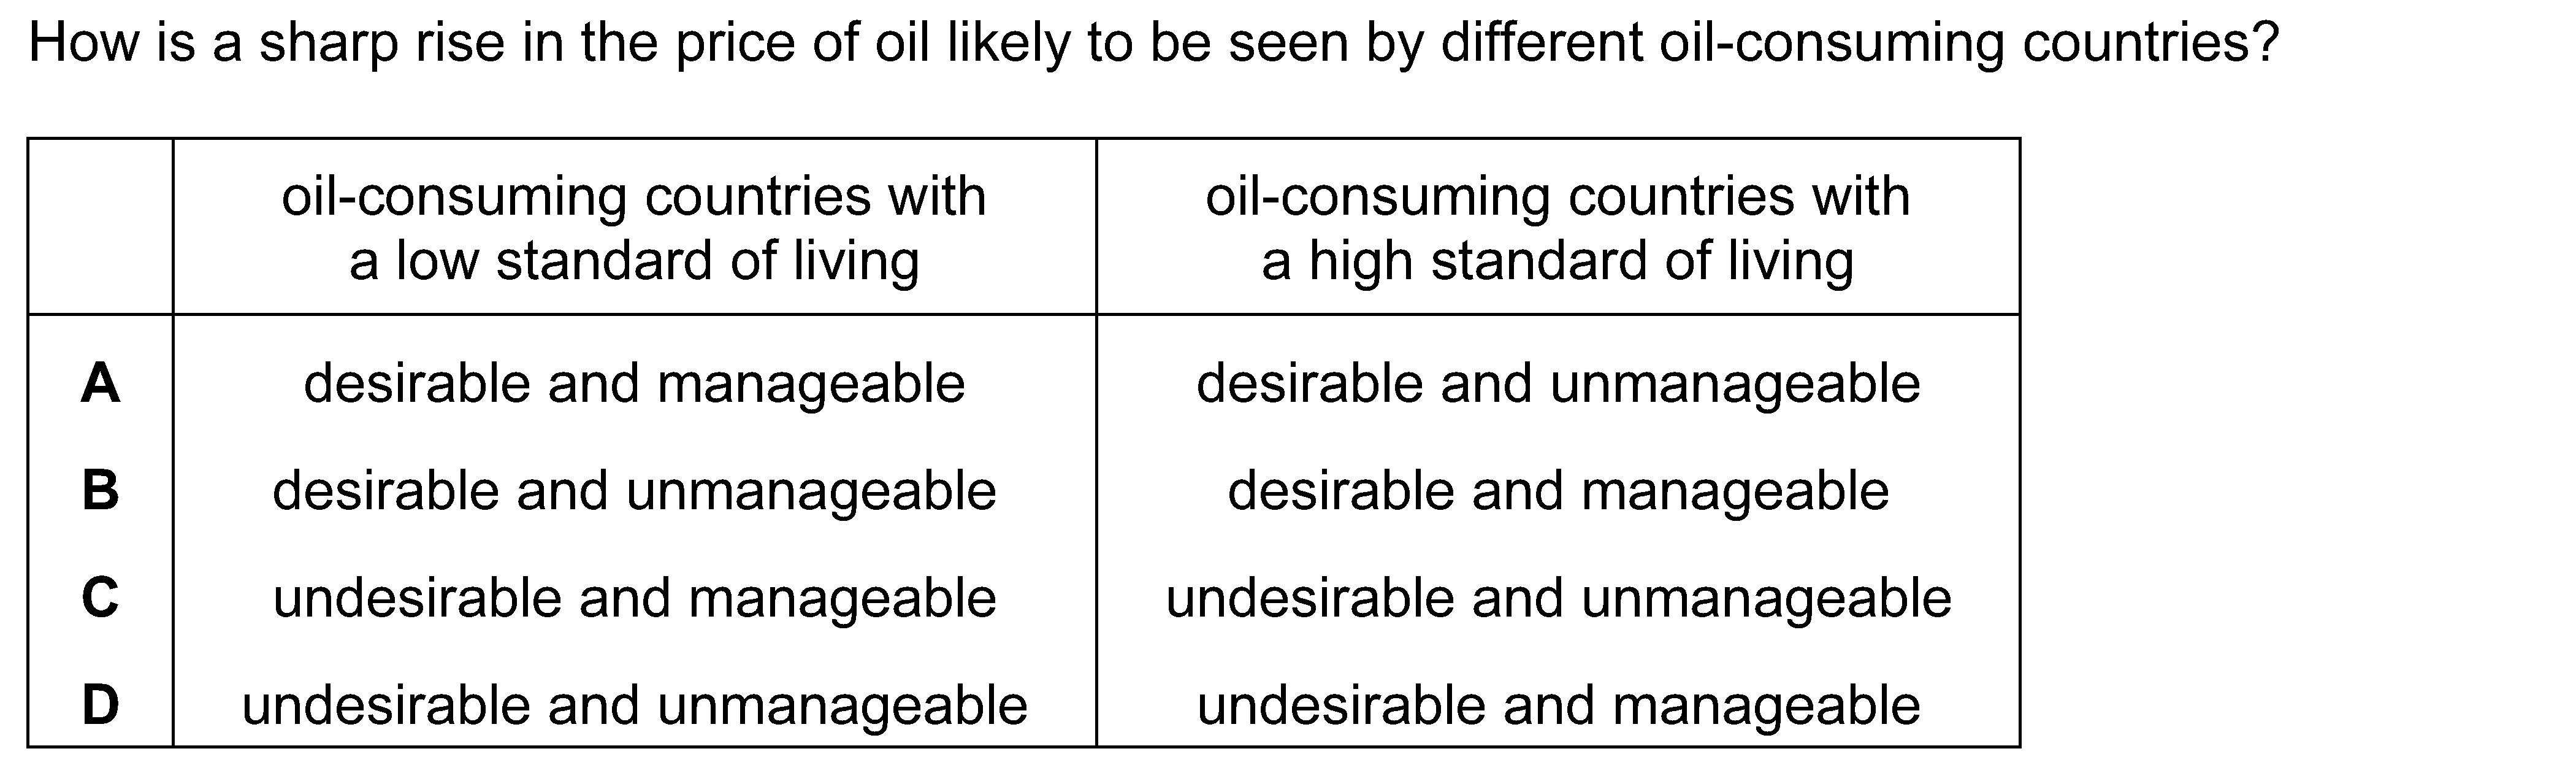 How is a sharp rise in the price of oil likely to be seen by different oil-consuming countries?
oil-consuming countries with a low standard of living
oil-consuming countries with a high standard of living
A desirable and manageable desirable and unmanageable
B desirable and unmanageable desirable and manageable
C undesirable and manageable undesirable and unmanageable
D undesirable and unmanageable undesirable and manageable